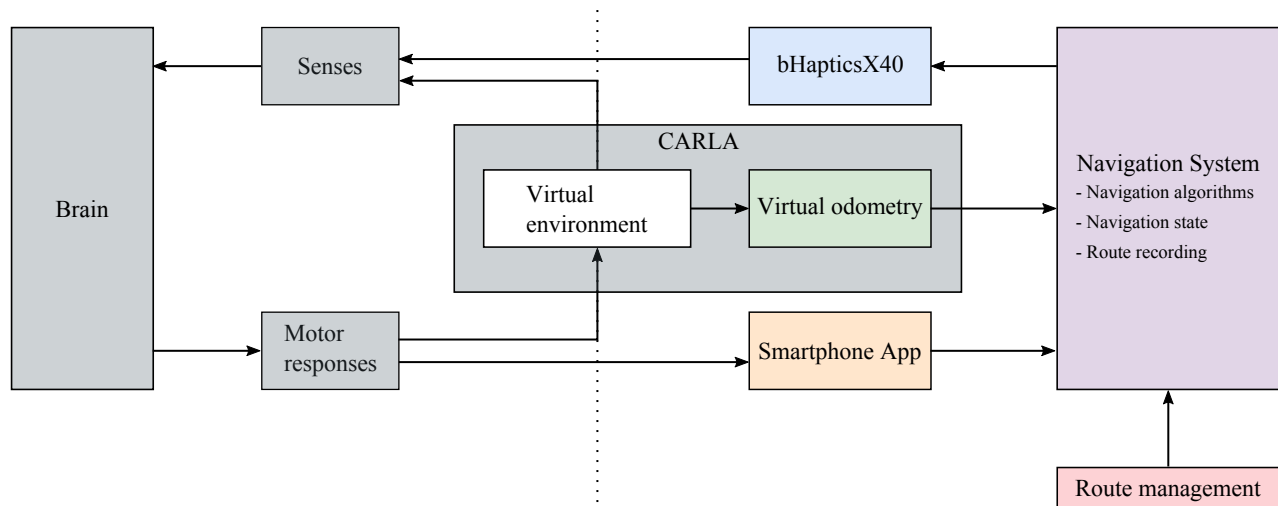 Senses
bHapticsX40
CARLA
Brain
Virtual
environment
Virtual odometry
Navigation System
- Navigation algorithms
- Navigation state
- Route recording
Motor
responses
Smartphone App
Route management